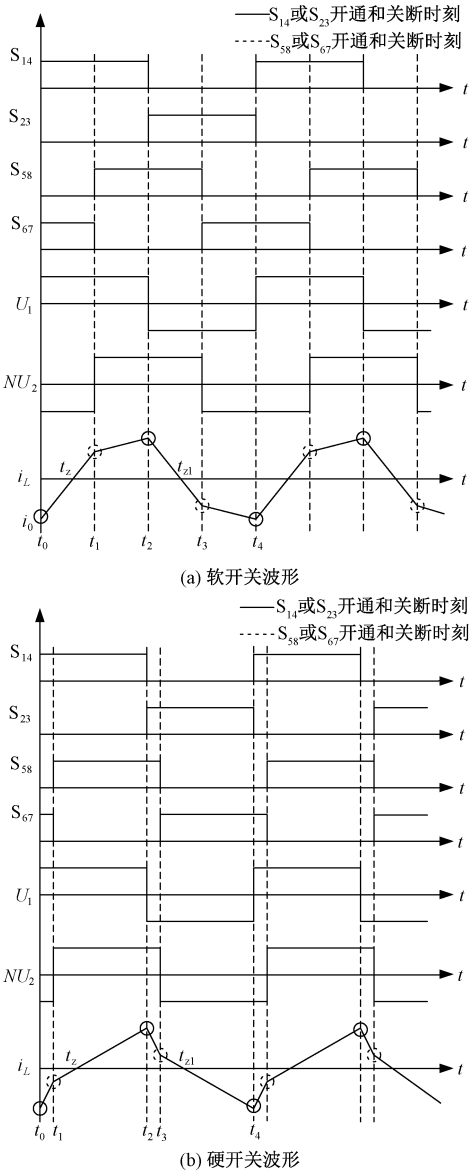 S14或S23开通和关断时刻
S58或S67开通和关断时刻
S14
t
S23
t
S58
t
S67
t
U1
t
NU2
t
tz
tz1
iL
t
i0
t0 t1 t2 t3 t4
(a) 软开关波形
S14或S23开通和关断时刻
S58或S67开通和关断时刻
S14
t
S23
t
S58
t
S67
t
U1
t
NU2
t
tz
tz1
iL
t
t0 t1 t2 t3 t4
(b) 硬开关波形